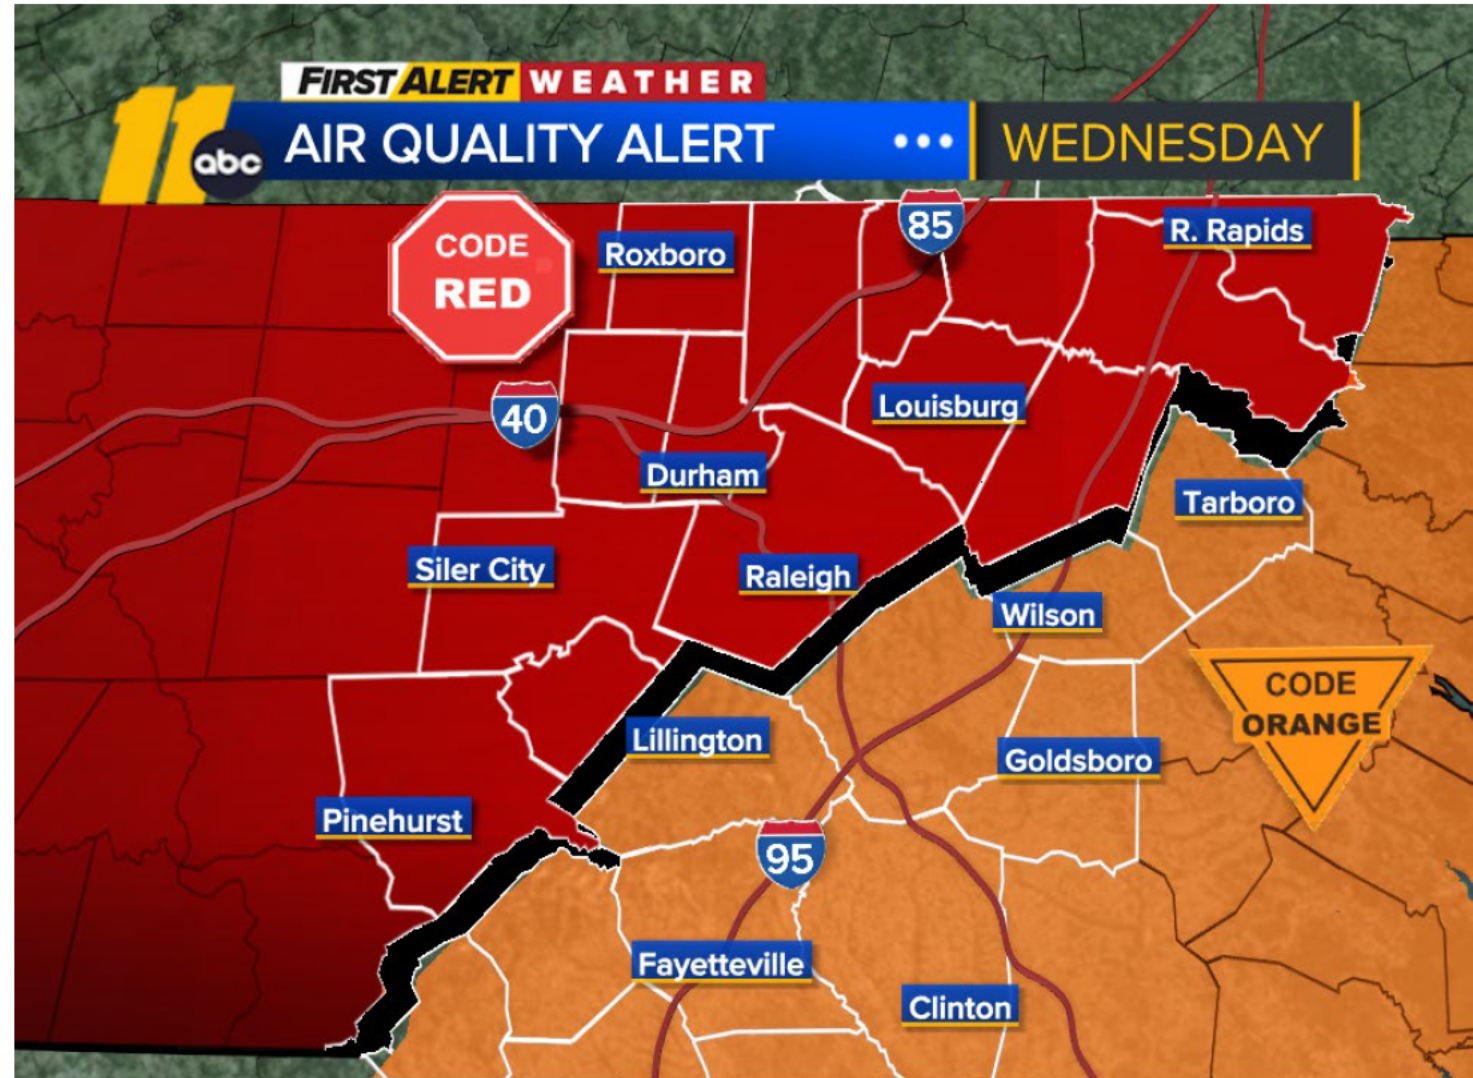 FIRST ALERT WEATHER
11 abc AIR QUALITY ALERT ••• WEDNESDAY
CODE
RED
Roxboro
85
R. Rapids
40
Louisburg
Durham
Tarboro
Siler City
Raleigh
Wilson
CODE
ORANGE
Lillington
Goldsboro
Pinehurst
95
Fayetteville
Clinton